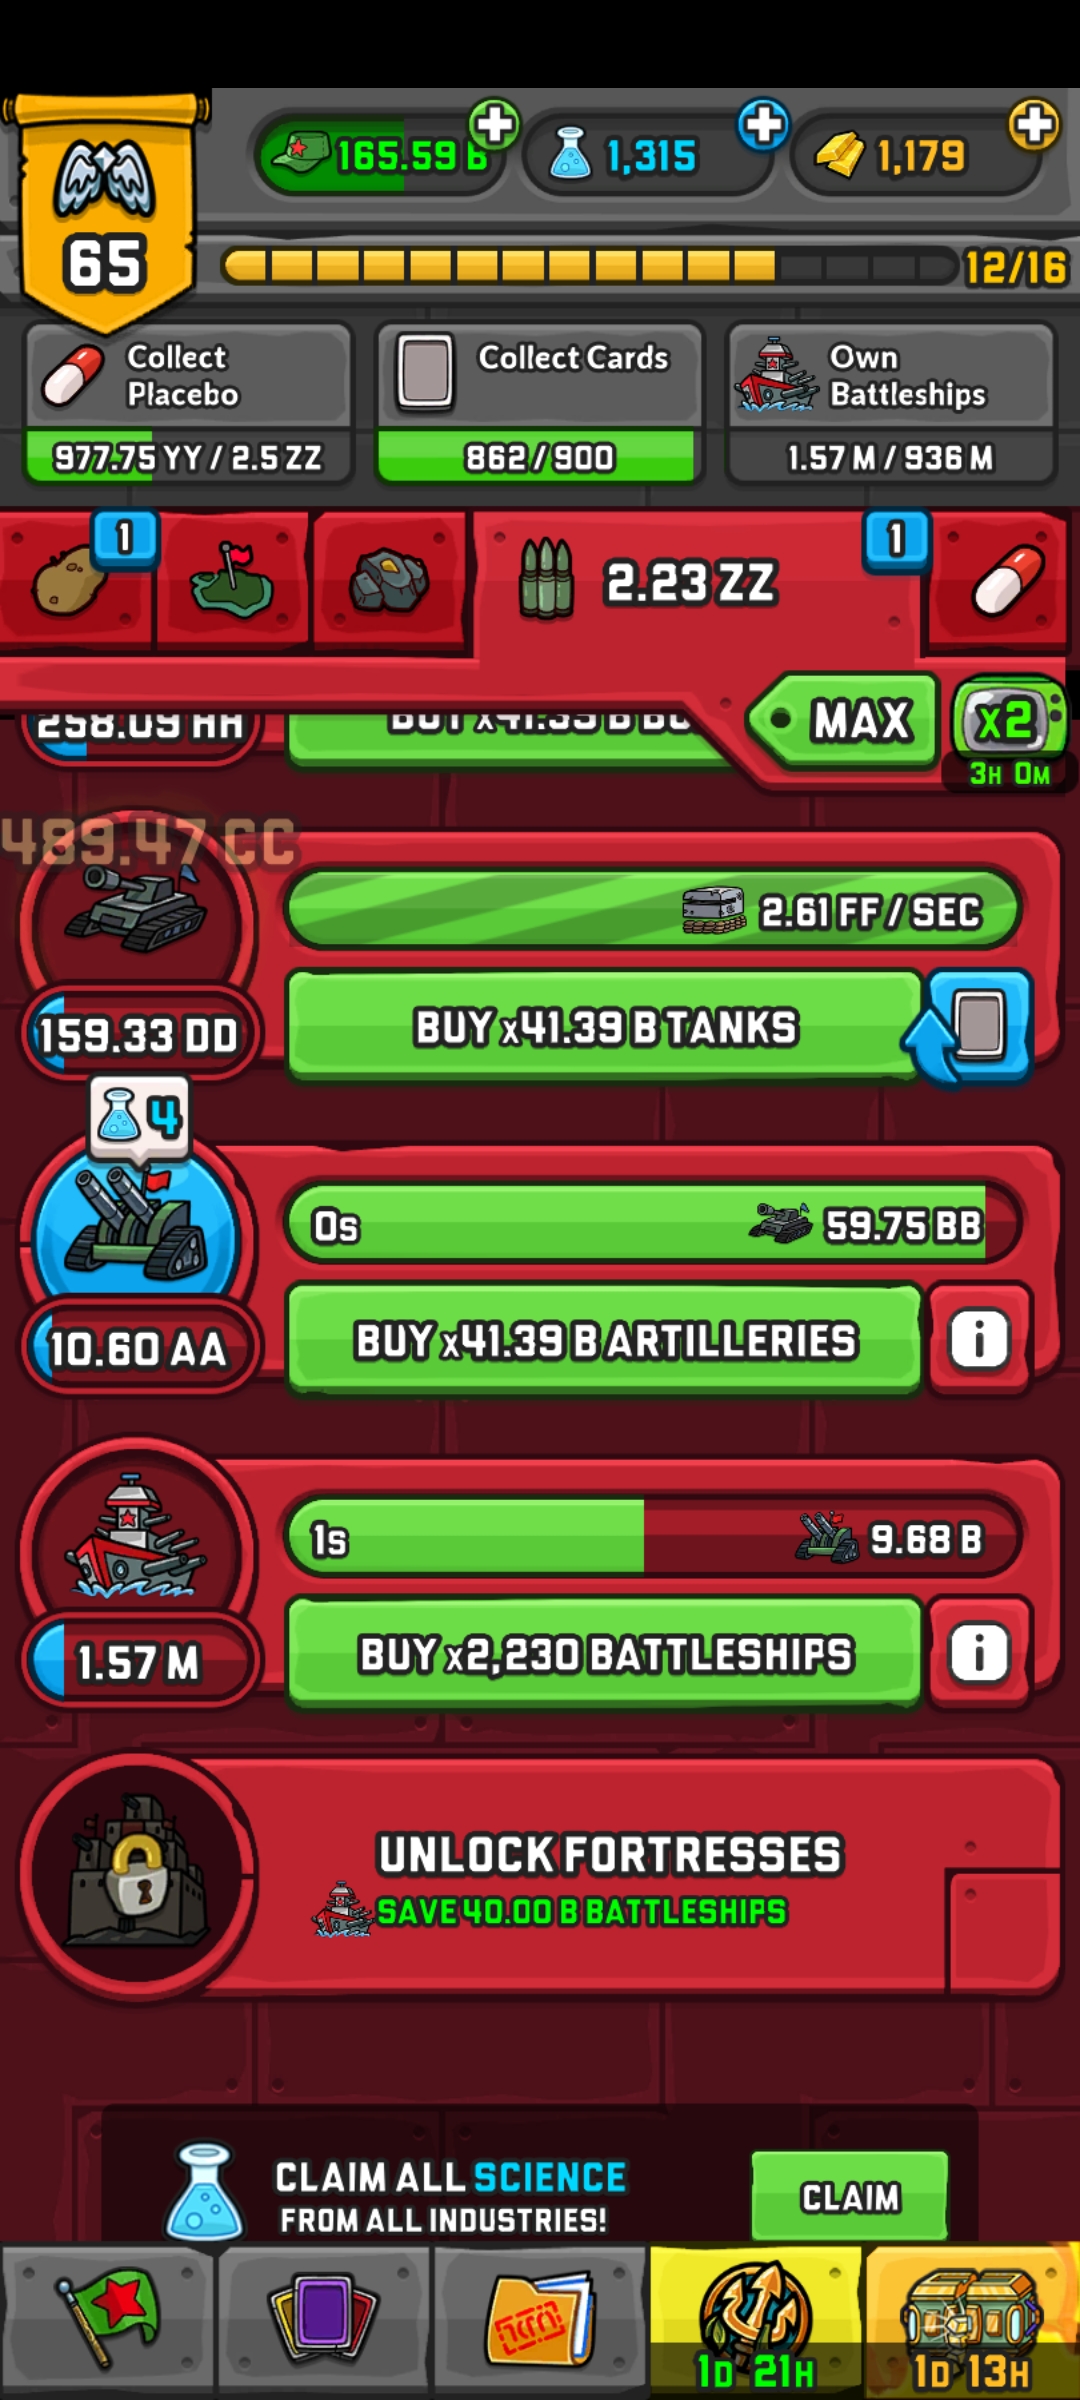 165.59 B
1,315
1,179
65
12/16
Collect
Placebo
977.75 YY / 2.5 ZZ
Collect Cards
862/900
Own
Battleships
1.57 M / 936 M
1
2.23 ZZ
1
MAX
x2
3H 0M
258.09 HH
BUY x41.39 B
489.47 CC
2.61 FF / SEC
159.33 DD
BUY x41.39 B TANKS
4
0s
59.75 BB
10.60 AA
BUY x41.39 B ARTILLERIES
i
1s
9.68 B
1.57 M
BUY x2,230 BATTLESHIPS
i
UNLOCK FORTRESSES
SAVE 40.00 B BATTLESHIPS
CLAIM ALL SCIENCE
FROM ALL INDUSTRIES!
CLAIM
1D 21H
1D 13H